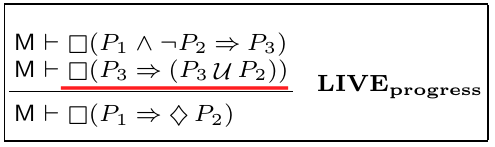 M ⊢ □(P₁ ∧ ¬P₂ ⇒ P₃)
M ⊢ □(P₃ ⇒ (P₃ 𝒰 P₂))
LIVEprogress
M ⊢ □(P₁ ⇒ ◇ P₂)